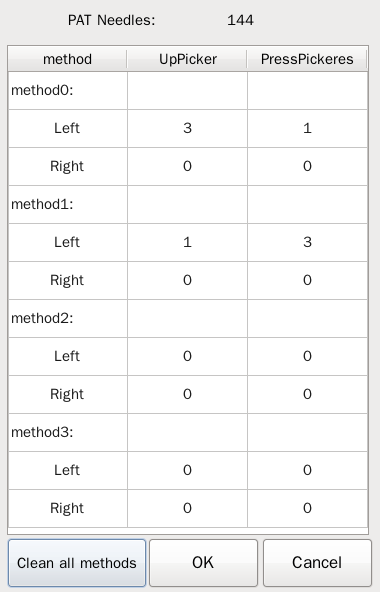 PAT Needles: 144
method UpPicker PressPickeres
method0:
Left 3 1
Right 0 0
method1:
Left 1 3
Right 0 0
method2:
Left 0 0
Right 0 0
method3:
Left 0 0
Right 0 0
Clean all methods OK Cancel